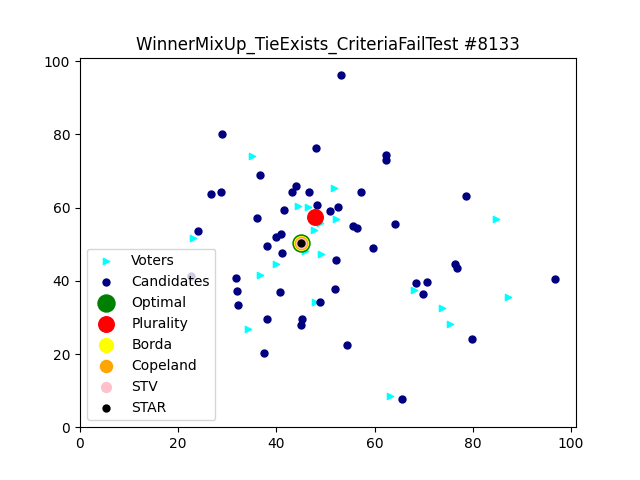 WinnerMixUp_TieExists_CriteriaFailTest #8133
100
80
60
40
20
0
Voters
Candidates
Optimal
Plurality
Borda
Copeland
STV
STAR
0 20 40 60 80 100